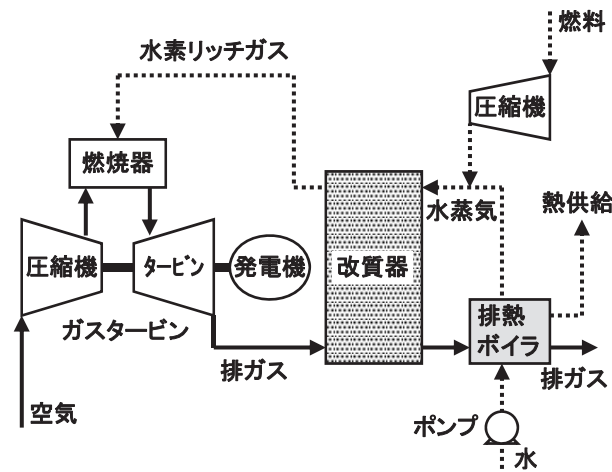 燃料
水素リッチガス
圧縮機
燃焼器
水蒸気
熱供給
圧縮機
タービン
発電機
改質器
ガスタービン
排熱
ボイラ
排ガス
排ガス
空気
ポンプ
水